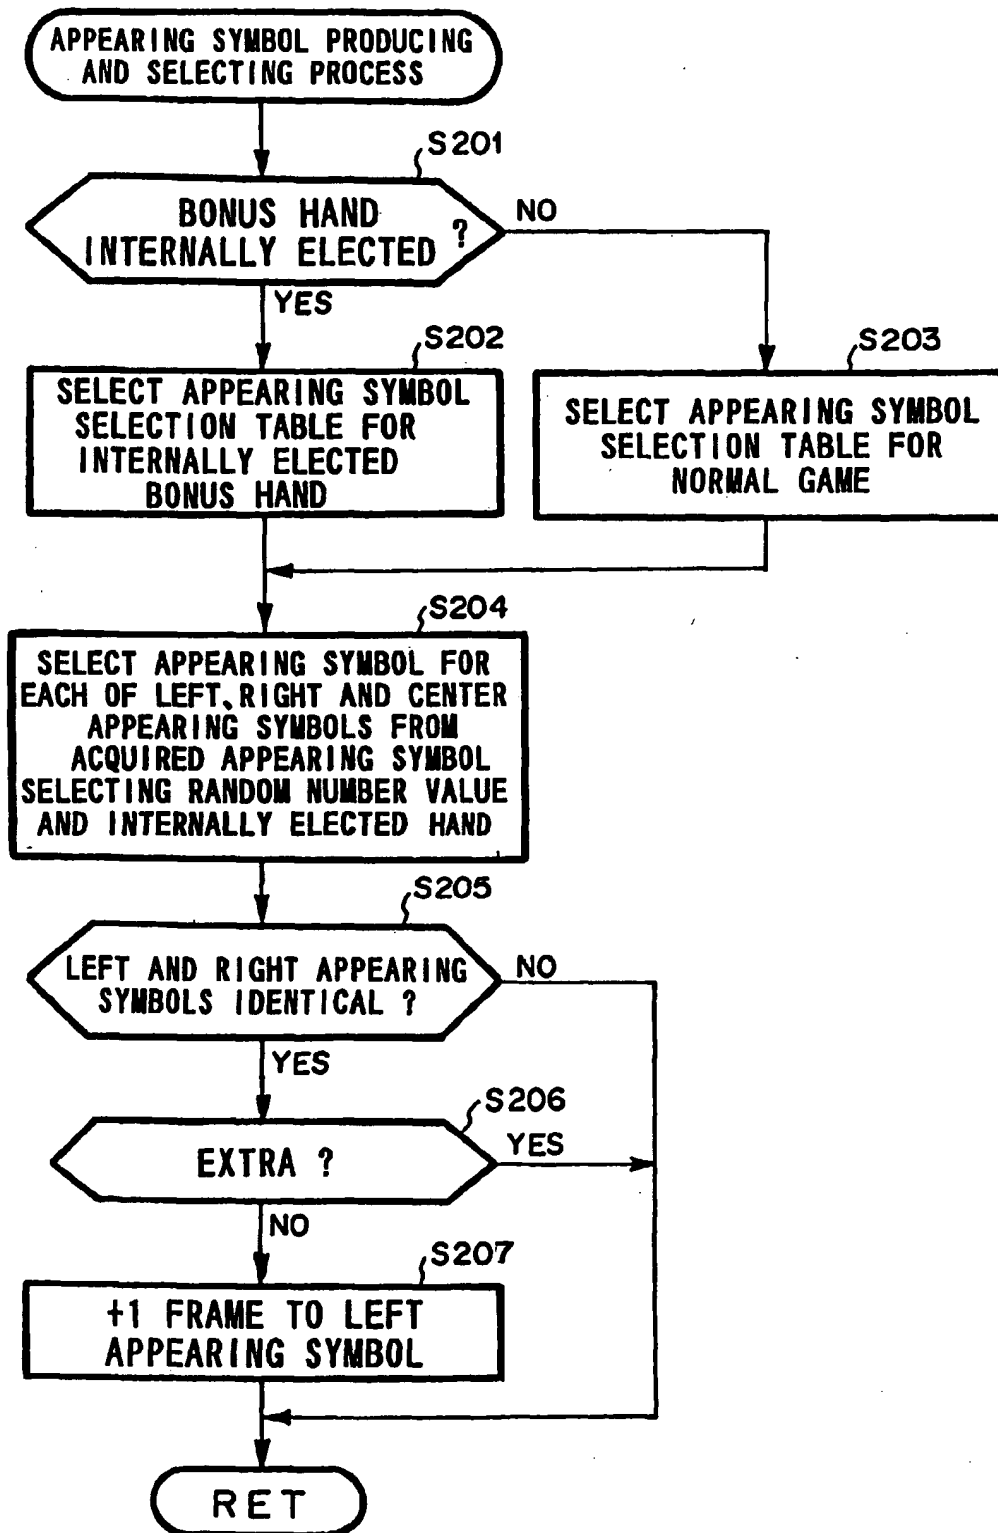 APPEARING SYMBOL PRODUCING
AND SELECTING PROCESS
S201
BONUS HAND
INTERNALLY ELECTED ?
NO
YES
S202
SELECT APPEARING SYMBOL
SELECTION TABLE FOR
INTERNALLY ELECTED
BONUS HAND
S203
SELECT APPEARING SYMBOL
SELECTION TABLE FOR
NORMAL GAME
S204
SELECT APPEARING SYMBOL FOR
EACH OF LEFT、RIGHT AND CENTER
APPEARING SYMBOLS FROM
ACQUIRED APPEARING SYMBOL
SELECTING RANDOM NUMBER VALUE
AND INTERNALLY ELECTED HAND
S205
LEFT AND RIGHT APPEARING
SYMBOLS IDENTICAL ?
NO
YES
S206
EXTRA ?
YES
NO
S207
+1 FRAME TO LEFT
APPEARING SYMBOL
RET